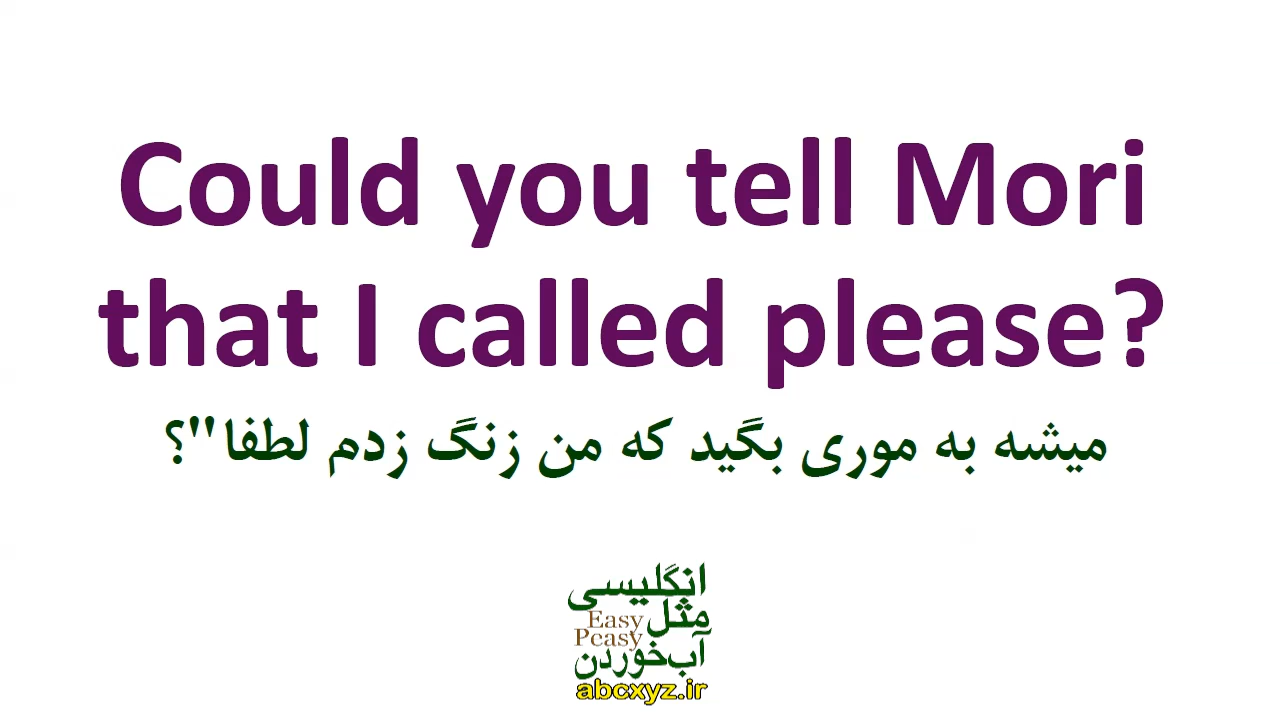 Could you tell Mori
that I called please?
میشه به موری بگید که من زنگ زدم لطفا"؟
انگلیسی
مثل
Easy
Peasy
آب‌خوردن
abcxyz.ir